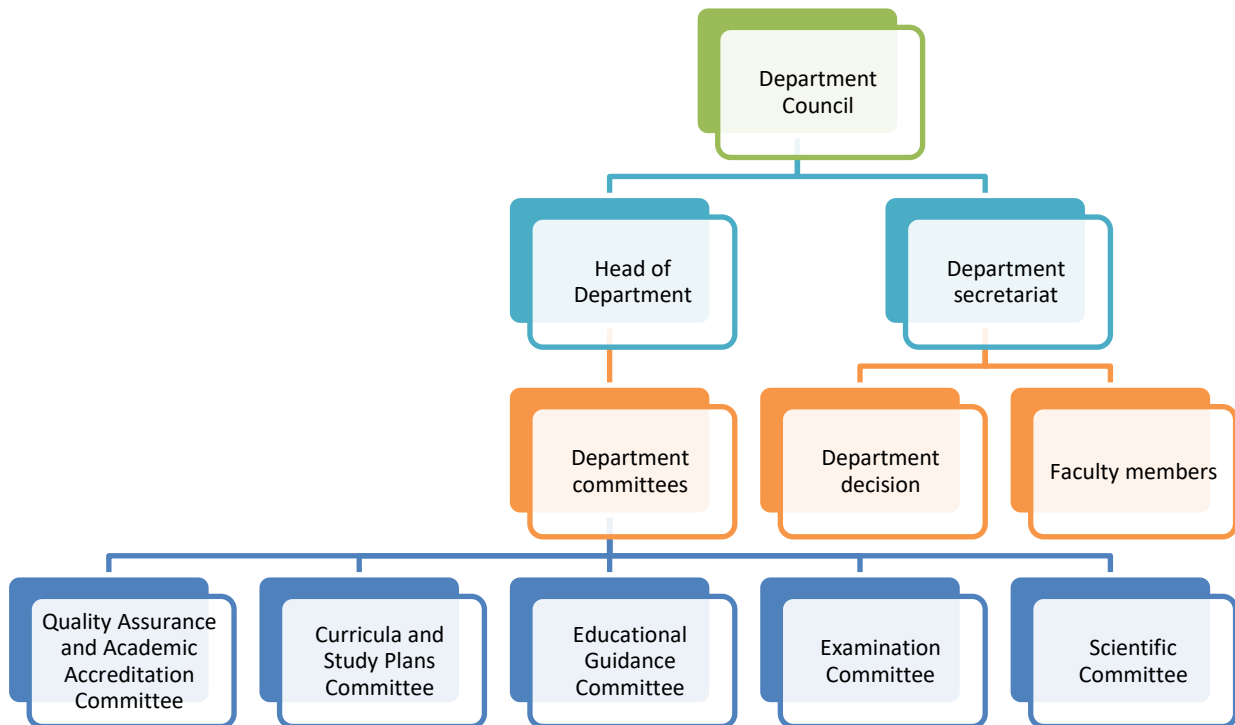 Department
Council
Head of
Department
Department
secretariat
Department
committees
Department
decision
Faculty members
Quality Assurance
and Academic
Accreditation
Committee
Curricula and
Study Plans
Committee
Educational
Guidance
Committee
Examination
Committee
Scientific
Committee